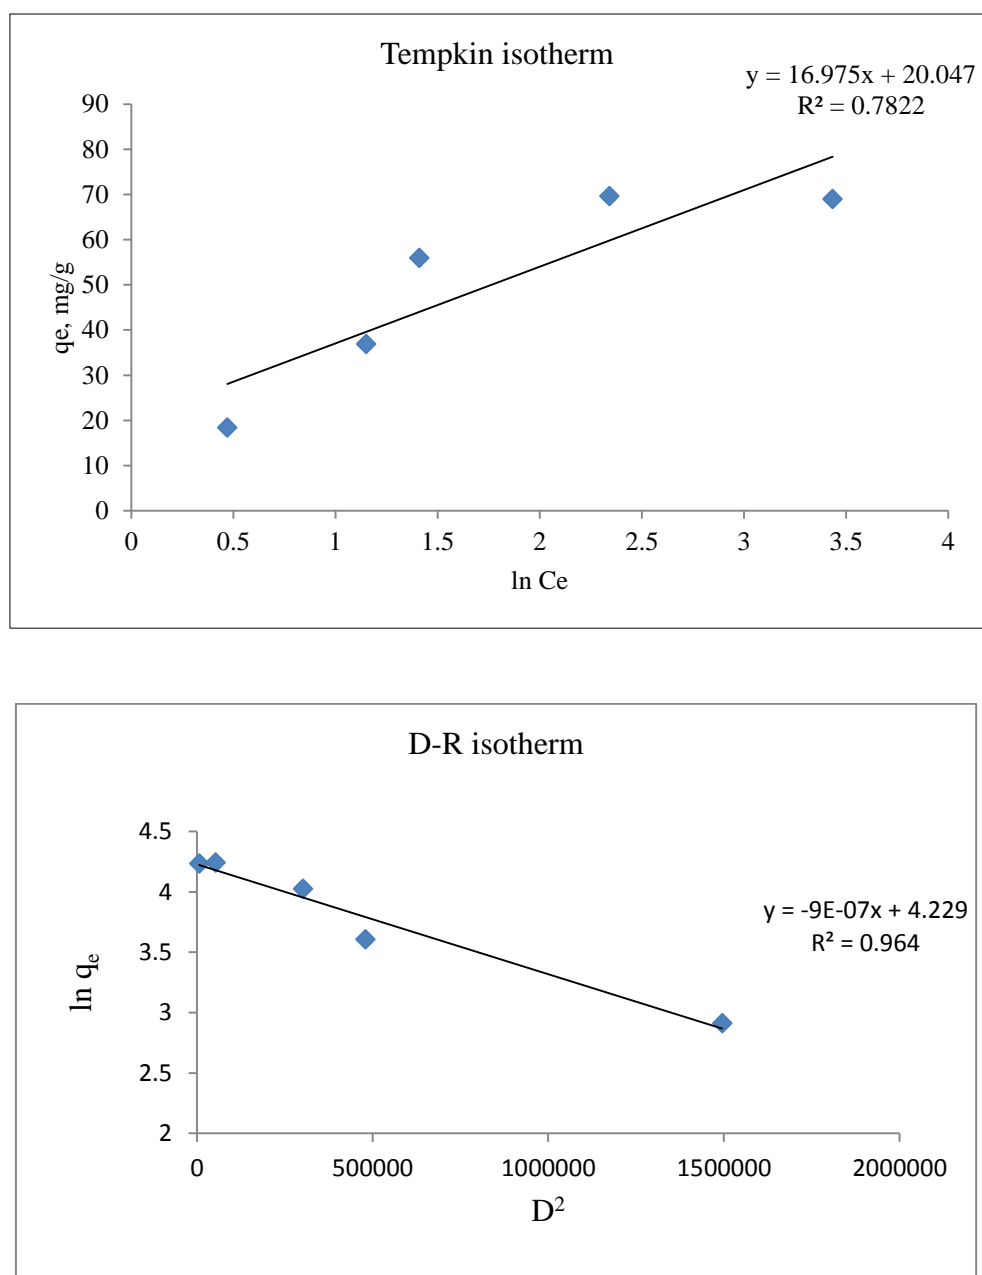 Tempkin isotherm
y = 16.975x + 20.047
R² = 0.7822
90
80
70
60
50
40
30
20
10
0
qe, mg/g
0 0.5 1 1.5 2 2.5 3 3.5 4
ln Ce
D-R isotherm
4.5
4
3.5
3
2.5
2
ln qₑ
y = -9E-07x + 4.229
R² = 0.964
0 500000 1000000 1500000 2000000
D²